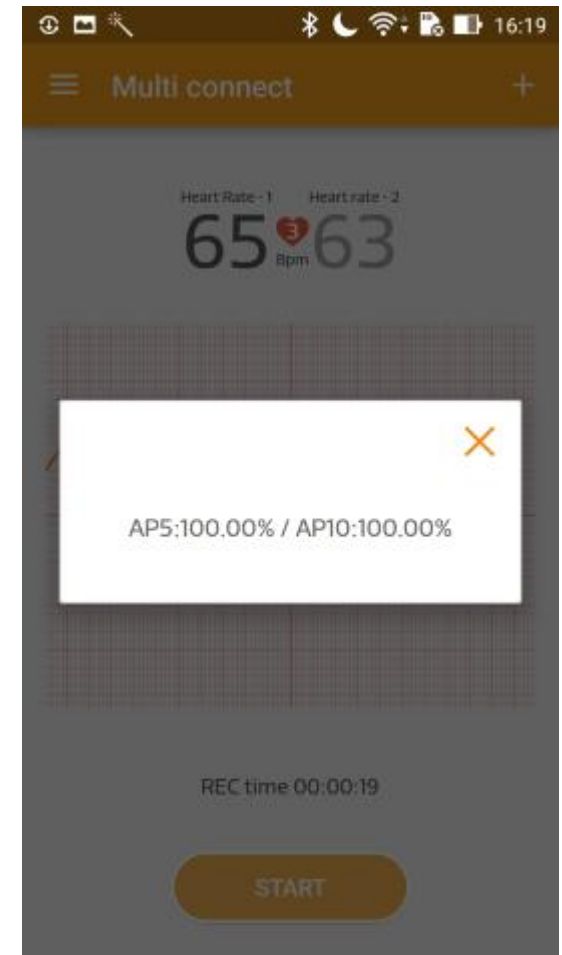 16:19
Multi connect
Heart Rate - 1 Heart rate - 2
65 3 63
Bpm
AP5:100.00% / AP10:100.00%
REC time 00:00:19
START